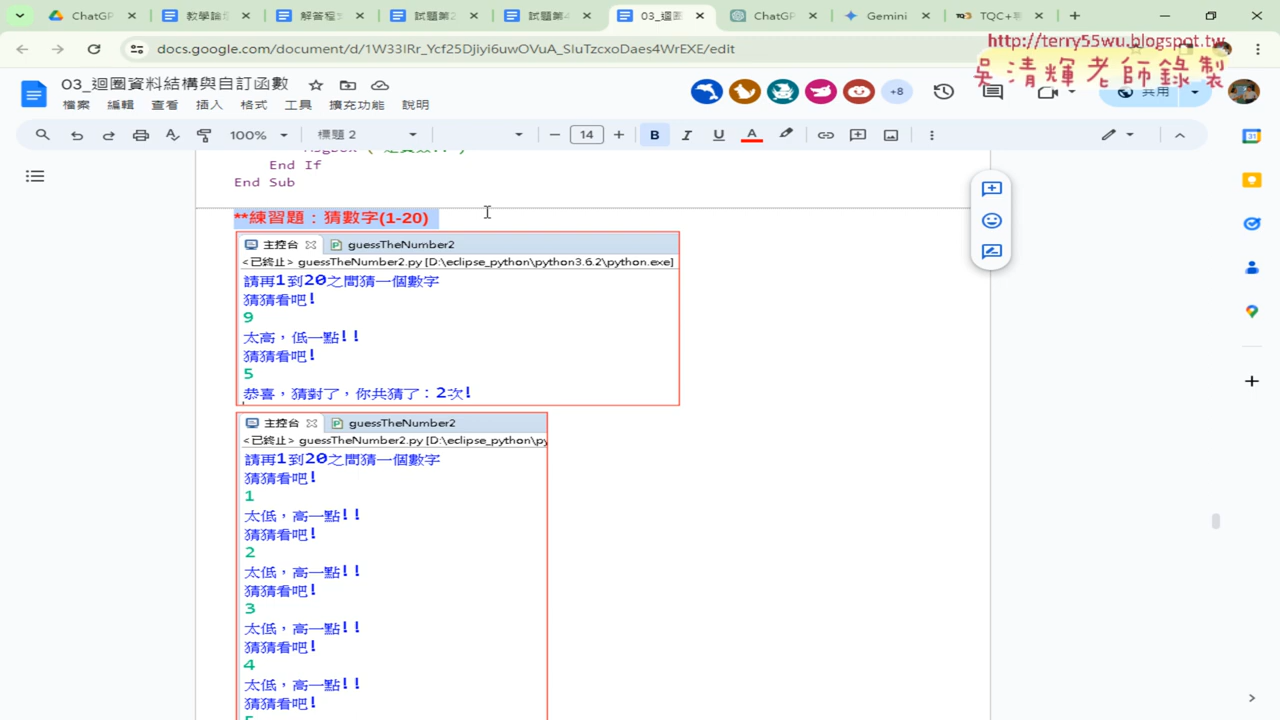 ChatGP
教學論壇
解答程式
試題第2
試題第4
03_迴圈
ChatGP
Gemini
TQC+專
docs.google.com/document/d/1W33IRr_Ycf25Djiyi6uwOVuA_SIuTzcxoDaes4WrEXE/edit
http://terry55wu.blogspot.tw
吳清輝老師錄製
03_迴圈資料結構與自訂函數
檔案 編輯 查看 插入 格式 工具 擴充功能 說明
+8
共用
100% 標題 2 14 B I U A
End If
End Sub
**練習題：猜數字(1-20)
主控台 guessTheNumber2
<已終止> guessTheNumber2.py [D:\eclipse_python\python3.6.2\python.exe]
請再1到20之間猜一個數字
猜猜看吧!
9
太高，低一點!!
猜猜看吧!
5
恭喜，猜對了，你共猜了：2次!
主控台 guessTheNumber2
<已終止> guessTheNumber2.py [D:\eclipse_python\py
請再1到20之間猜一個數字
猜猜看吧!
1
太低，高一點!!
猜猜看吧!
2
太低，高一點!!
猜猜看吧!
3
太低，高一點!!
猜猜看吧!
4
太低，高一點!!
猜猜看吧!
5